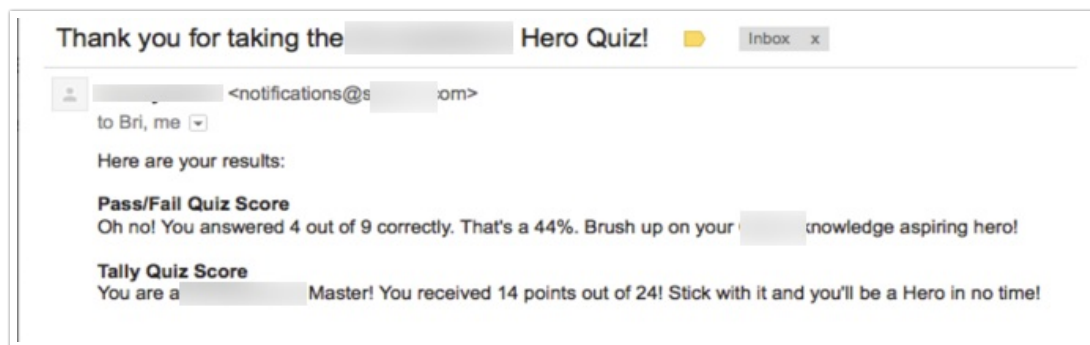 Thank you for taking the Hero Quiz!
Inbox x
<notifications@s om>
to Bri, me
Here are your results:
Pass/Fail Quiz Score
Oh no! You answered 4 out of 9 correctly. That's a 44%. Brush up on your knowledge aspiring hero!
Tally Quiz Score
You are a Master! You received 14 points out of 24! Stick with it and you'll be a Hero in no time!